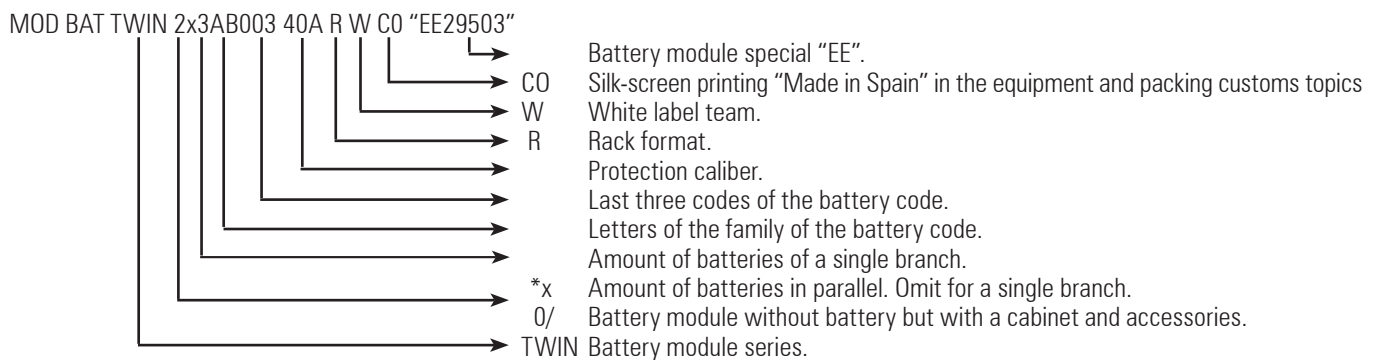 MOD BAT TWIN 2x3AB003 40A R W C0 “EE29503”
Battery module special “EE”.
CO Silk-screen printing “Made in Spain” in the equipment and packing customs topics
W White label team.
R Rack format.
Protection caliber.
Last three codes of the battery code.
Letters of the family of the battery code.
Amount of batteries of a single branch.
*x Amount of batteries in parallel. Omit for a single branch.
0/ Battery module without battery but with a cabinet and accessories.
TWIN Battery module series.